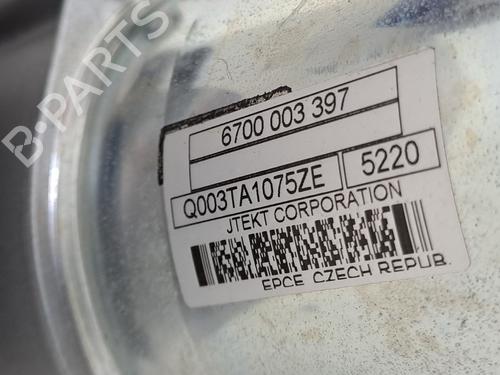 B-PARTS
6700 003 397
Q003TA1075ZE 5220
JTEKT CORPORATION
EPCE CZECH REPUB.